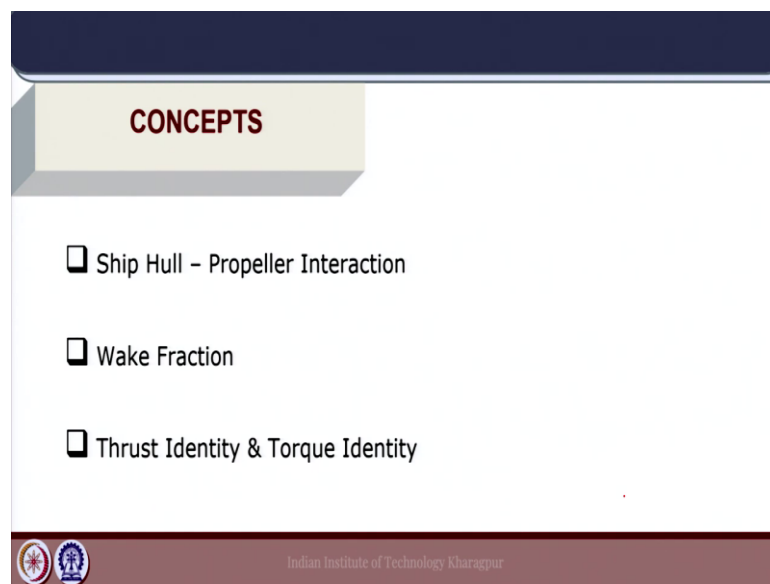 CONCEPTS
Ship Hull – Propeller Interaction
Wake Fraction
Thrust Identity & Torque Identity
Indian Institute of Technology Kharagpur